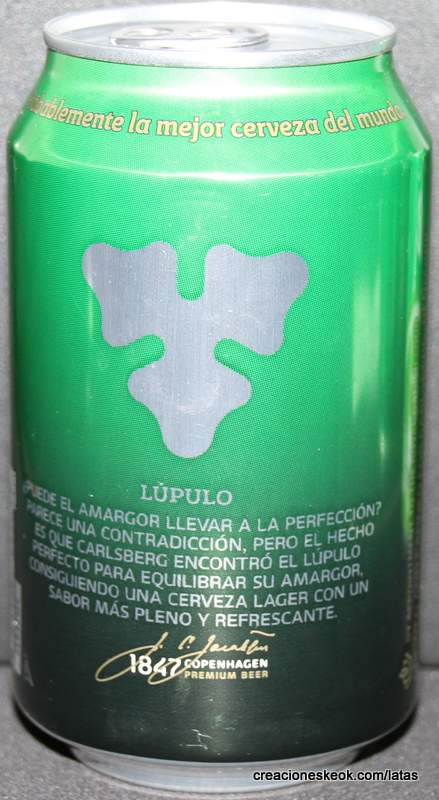 la mejor cerveza del mundo
LÚPULO
¿PUEDE EL AMARGOR LLEVAR A LA PERFECCIÓN?
PARECE UNA CONTRADICCIÓN, PERO EL HECHO
ES QUE CARLSBERG ENCONTRÓ EL LÚPULO
PERFECTO PARA EQUILIBRAR SU AMARGOR,
CONSIGUIENDO UNA CERVEZA LAGER CON UN
SABOR MÁS PLENO Y REFRESCANTE.
J. C. Jacobsen
1847 COPENHAGEN
PREMIUM BEER
creacioneskeok.com/latas